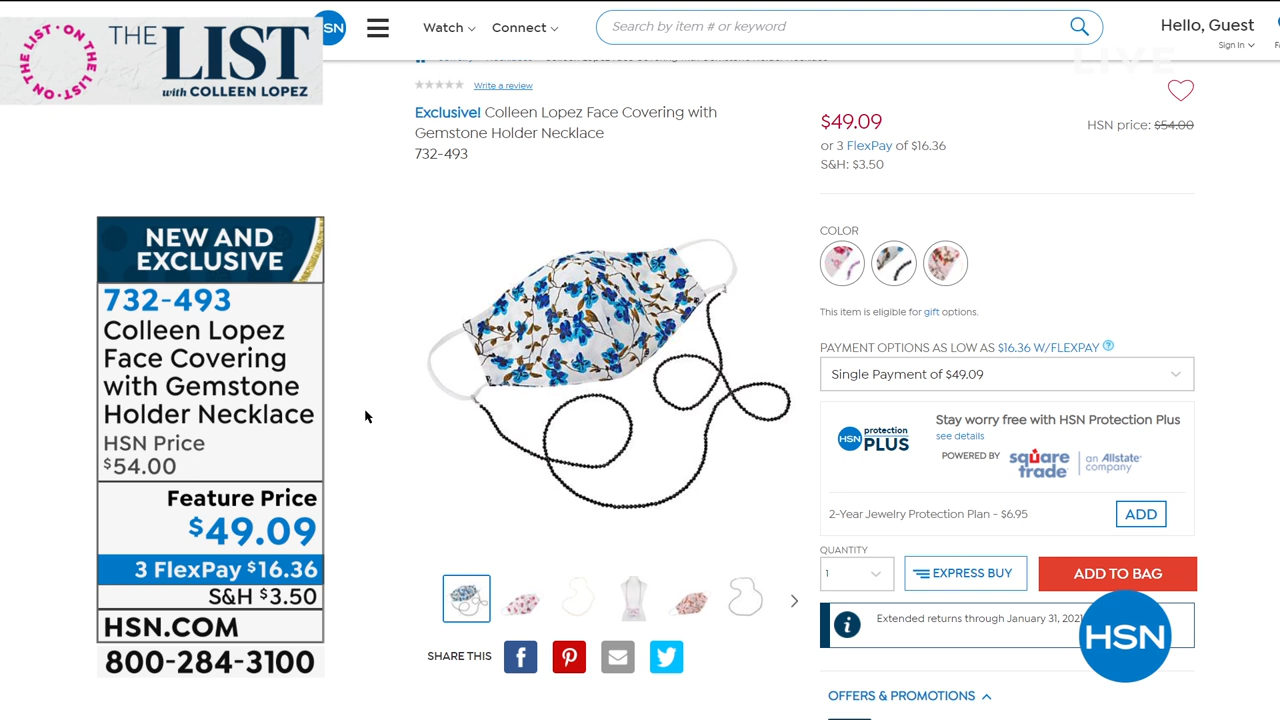 ON THE LIST · ON THE LIST ·
THE LIST
with COLLEEN LOPEZ
HSN
Watch
Connect
Search by item # or keyword
Hello, Guest
Sign In
LIVE
Write a review
Exclusive! Colleen Lopez Face Covering with
Gemstone Holder Necklace
732-493
$49.09
HSN price: $54.00
or 3 FlexPay of $16.36
S&H: $3.50
NEW AND
EXCLUSIVE
732-493
Colleen Lopez
Face Covering
with Gemstone
Holder Necklace
HSN Price
$54.00
Feature Price
$49.09
3 FlexPay $16.36
S&H $3.50
HSN.COM
800-284-3100
COLOR
This item is eligible for gift options.
PAYMENT OPTIONS AS LOW AS $16.36 W/FLEXPAY ?
Single Payment of $49.09
HSN protection PLUS
Stay worry free with HSN Protection Plus
see details
POWERED BY square trade an Allstate company
2-Year Jewelry Protection Plan - $6.95
ADD
QUANTITY
1
EXPRESS BUY
ADD TO BAG
Extended returns through January 31, 2021
HSN
SHARE THIS
OFFERS & PROMOTIONS